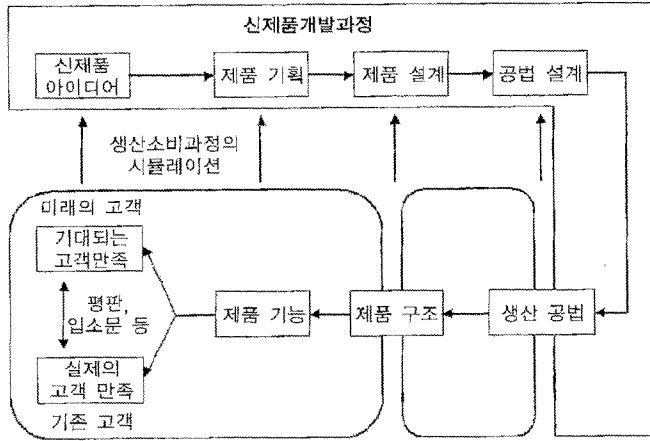 신제품개발과정
신제품
아이디어
제품 기획
제품 설계
공법 설계
생산소비과정의
시뮬레이션
미래의 고객
기대되는
고객만족
평판,
입소문 등
제품 기능
제품 구조
생산 공법
실제의
고객 만족
기존 고객